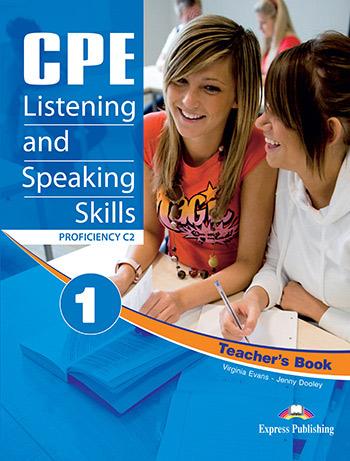 CPE
Listening
and
Speaking
Skills
PROFICIENCY C2
1
Teacher's Book
Virginia Evans - Jenny Dooley
Express Publishing